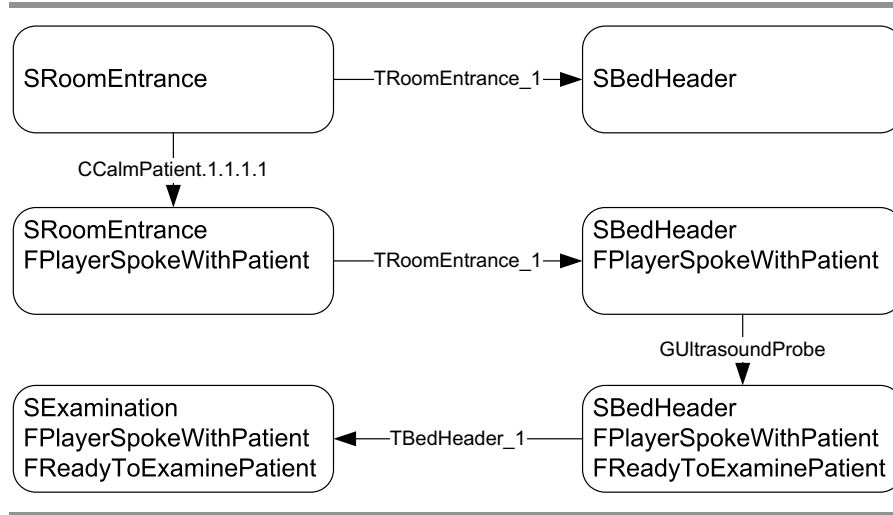 SRoomEntrance
TRoomEntrance_1
SBedHeader
CCalmPatient.1.1.1.1
SRoomEntrance
FPlayerSpokeWithPatient
TRoomEntrance_1
SBedHeader
FPlayerSpokeWithPatient
GUltrasoundProbe
SExamination
FPlayerSpokeWithPatient
FReadyToExaminePatient
TBedHeader_1
SBedHeader
FPlayerSpokeWithPatient
FReadyToExaminePatient